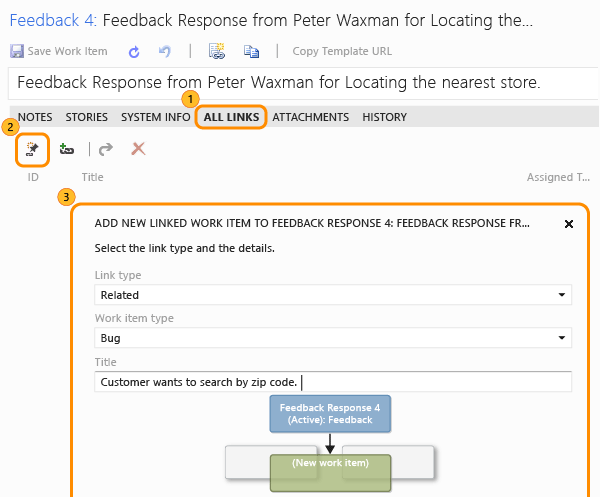 Feedback 4: Feedback Response from Peter Waxman for Locating the...
Save Work Item Copy Template URL
Feedback Response from Peter Waxman for Locating the nearest store.
1
NOTES STORIES SYSTEM INFO ALL LINKS ATTACHMENTS HISTORY
2
ID Title Assigned T...
3
ADD NEW LINKED WORK ITEM TO FEEDBACK RESPONSE 4: FEEDBACK RESPONSE FR...
Select the link type and the details.
Link type
Related
Work item type
Bug
Title
Customer wants to search by zip code.
Feedback Response 4
(Active): Feedback
(New work item)